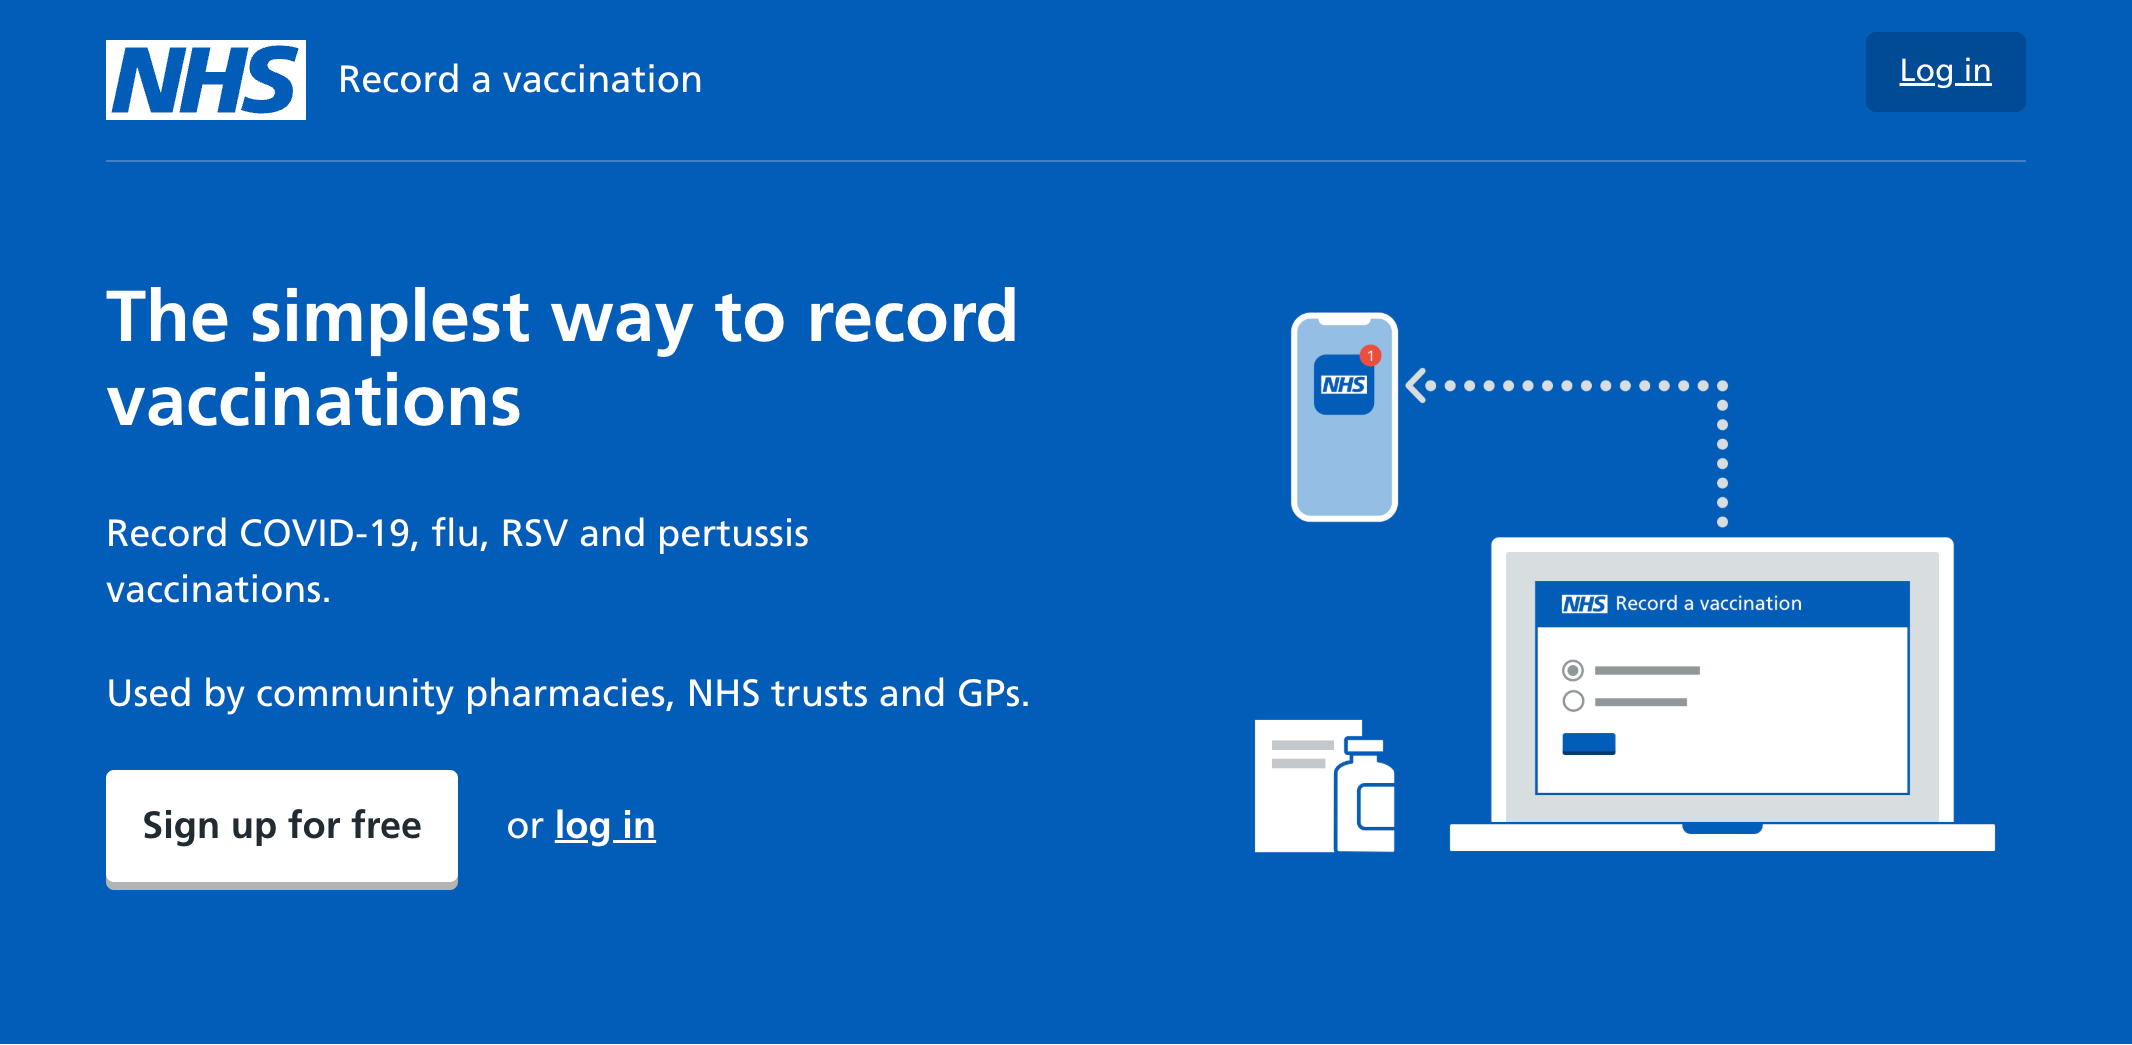 NHS Record a vaccination
Log in
The simplest way to record
vaccinations
Record COVID-19, flu, RSV and pertussis
vaccinations.
Used by community pharmacies, NHS trusts and GPs.
Sign up for free
or log in
1
NHS
NHS Record a vaccination